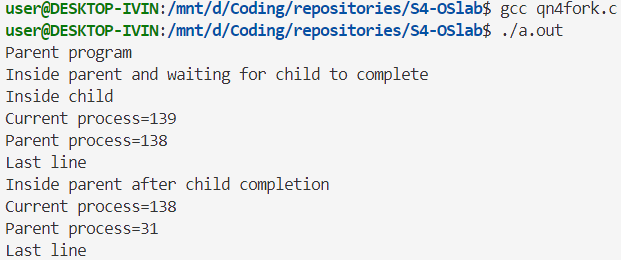 user@DESKTOP-IVIN:/mnt/d/Coding/repositories/S4-OSlab$ gcc qn4fork.c
user@DESKTOP-IVIN:/mnt/d/Coding/repositories/S4-OSlab$ ./a.out
Parent program
Inside parent and waiting for child to complete
Inside child
Current process=139
Parent process=138
Last line
Inside parent after child completion
Current process=138
Parent process=31
Last line